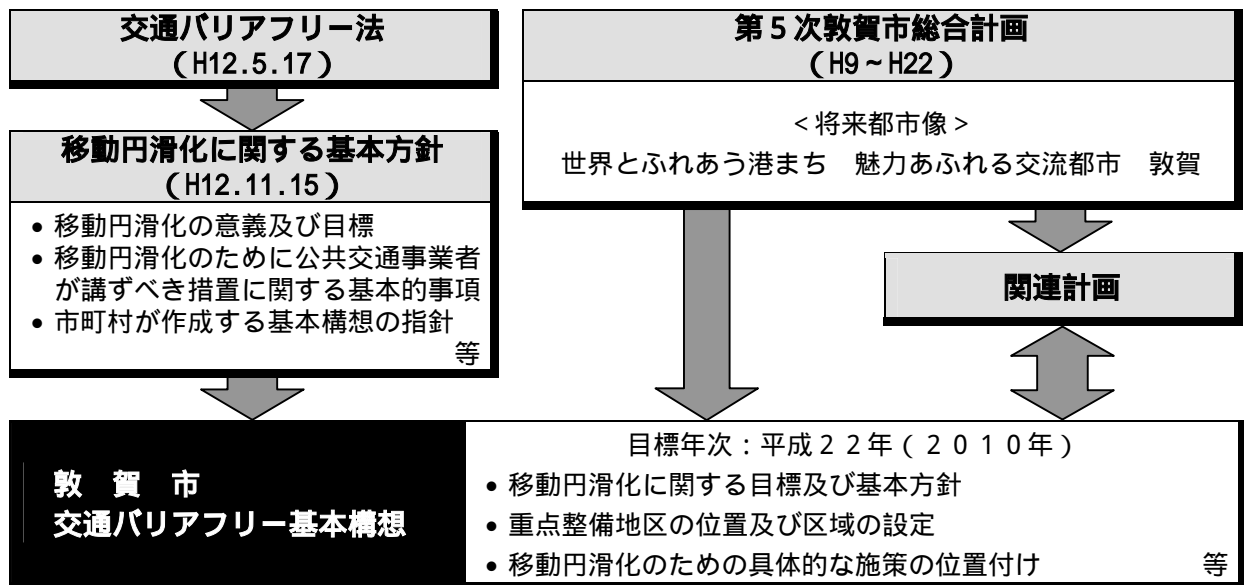 交通バリアフリー法
（H12.5.17）
移動円滑化に関する基本方針
（H12.11.15）
• 移動円滑化の意義及び目標
• 移動円滑化のために公共交通事業者
が講ずべき措置に関する基本的事項
• 市町村が作成する基本構想の指針
等
第５次敦賀市総合計画
（H9～H22）
＜将来都市像＞
世界とふれあう港まち　魅力あふれる交流都市　敦賀
関連計画
敦　賀　市
交通バリアフリー基本構想
目標年次：平成２２年（２０１０年）
• 移動円滑化に関する目標及び基本方針
• 重点整備地区の位置及び区域の設定
• 移動円滑化のための具体的な施策の位置付け　等